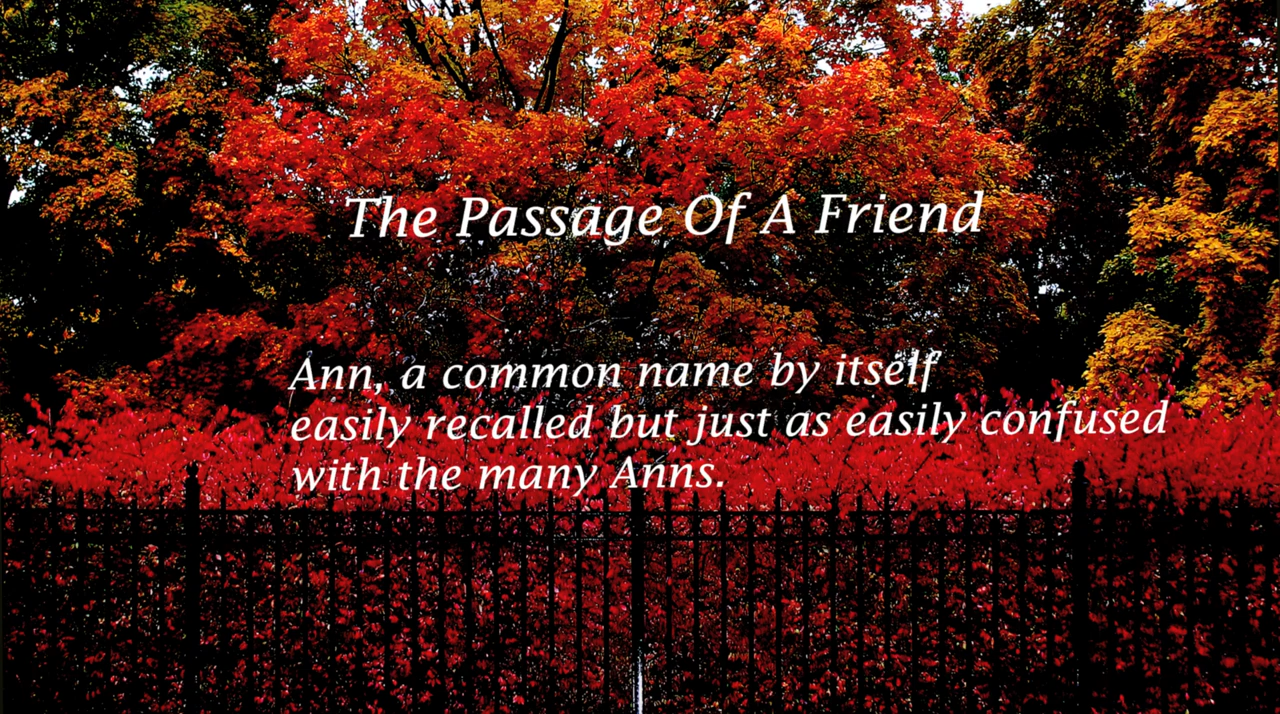 The Passage Of A Friend
Ann, a common name by itself
easily recalled but just as easily confused
with the many Anns.